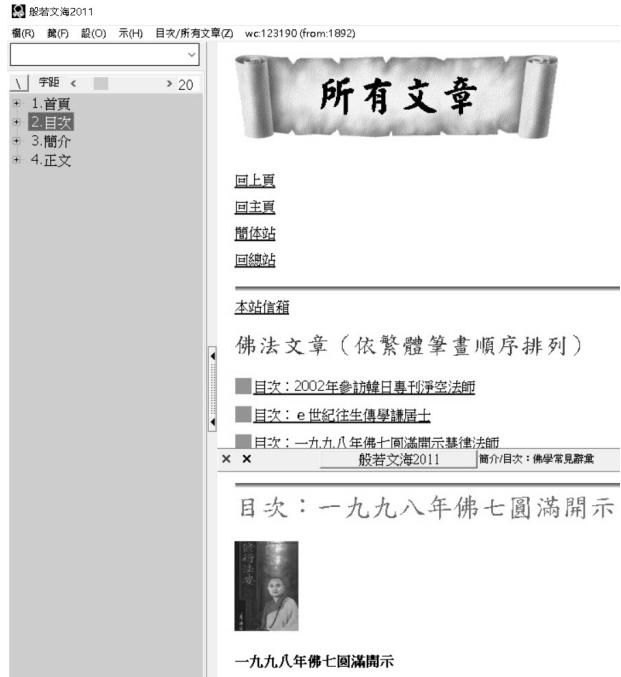 般若文海2011
檔(R) 競(F) 設(O) 示(H) 目次/所有文章(Z) wc:123190 (from:1892)
\ 字距 < > 20
1.首頁
2.目次
3.簡介
4.正文
所有文章
回上頁
回主頁
簡体站
回總站
本站信箱
佛法文章（依繁體筆畫順序排列）
目次：2002年參訪韓日專刊淨空法師
目次：e世紀往生傳學謙居士
目次：一九九八年佛七圓滿開示慧律法師
× × 般若文海2011 簡介/目次：佛學常見辭彙
目次：一九九八年佛七圓滿開示
修行法要
一九九八年佛七圓滿開示